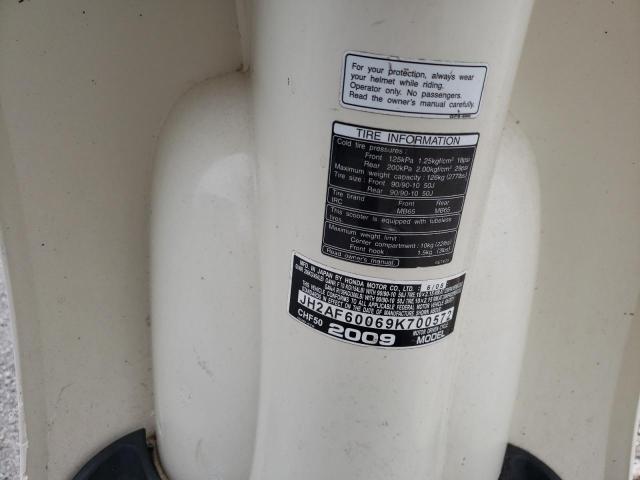 For your protection, always wear
your helmet while riding.
Operator only. No passengers.
Read the owner's manual carefully.
TIRE INFORMATION
Cold tire pressures :
Front 125kPa 1.25kgf/cm² 18psi
Rear 200kPa 2.00kgf/cm² 29psi
Maximum weight capacity : 126kg (277lbs)
Tire size : Front 90/90-10 50J
Rear 90/90-10 50J
Tire brand Front Rear
IRC MB65 MB65
This scooter is equipped with tubeless
tires.
Maximum weight limit
Center compartment : 10kg (22lbs)
Front hook : 1.5kg (3lbs)
Read owner's manual.
MFD. IN JAPAN BY HONDA MOTOR CO., LTD.
JH2AF60069K700572
CHF50 2009 MOTOR DRIVEN CYCLE
MODEL